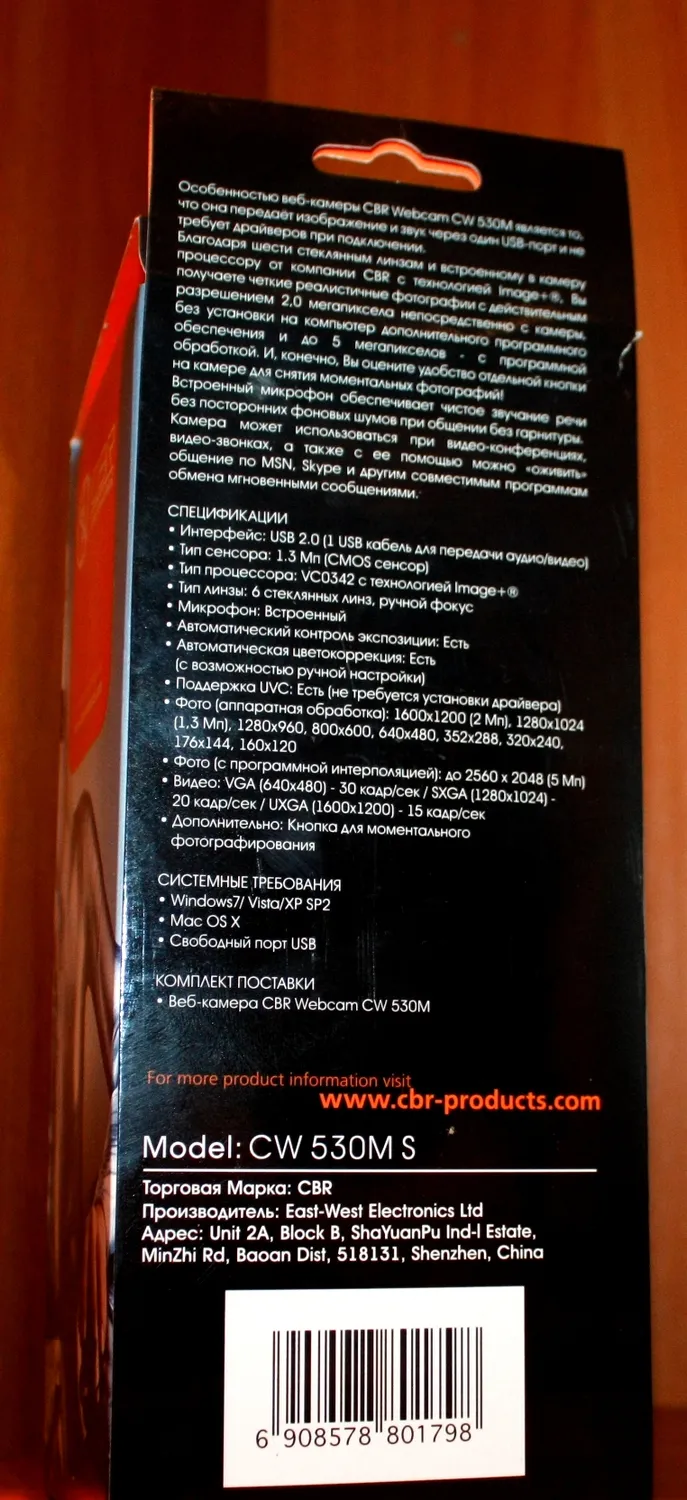 Особенностью веб-камеры CBR Webcam CW 530M является то,
что она передаёт изображение и звук через один USB-порт и не
требует драйверов при подключении.
Благодаря шести стеклянным линзам и встроенному в камеру
процессору от компании CBR с технологией Image+®, Вы
получаете четкие реалистичные фотографии с действительным
разрешением 2.0 мегапиксела непосредственно с камеры,
без установки на компьютер дополнительного программного
обеспечения и до 5 мегапикселов - с программной
обработкой. И, конечно, Вы оцените удобство отдельной кнопки
на камере для снятия моментальных фотографий!
Встроенный микрофон обеспечивает чистое звучание речи
без посторонних фоновых шумов при общении без гарнитуры.
Камера может использоваться при видео-конференциях,
видео-звонках, а также с ее помощью можно «оживить»
общение по MSN, Skype и другим совместимым программам
обмена мгновенными сообщениями.
СПЕЦИФИКАЦИИ
• Интерфейс: USB 2.0 (1 USB кабель для передачи аудио/видео)
• Тип сенсора: 1.3 Мп (CMOS сенсор)
• Тип процессора: VC0342 с технологией Image+®
• Тип линзы: 6 стеклянных линз, ручной фокус
• Микрофон: Встроенный
• Автоматический контроль экспозиции: Есть
• Автоматическая цветокоррекция: Есть
(с возможностью ручной настройки)
• Поддержка UVC: Есть (не требуется установки драйвера)
• Фото (аппаратная обработка): 1600x1200 (2 Мп), 1280x1024
(1,3 Мп), 1280x960, 800x600, 640x480, 352x288, 320x240,
176x144, 160x120
• Фото (с программной интерполяцией): до 2560 x 2048 (5 Мп)
• Видео: VGA (640x480) - 30 кадр/сек / SXGA (1280x1024) -
20 кадр/сек / UXGA (1600x1200) - 15 кадр/сек
• Дополнительно: Кнопка для моментального
фотографирования
СИСТЕМНЫЕ ТРЕБОВАНИЯ
• Windows7/ Vista/XP SP2
• Mac OS X
• Свободный порт USB
КОМПЛЕКТ ПОСТАВКИ
• Веб-камера CBR Webcam CW 530M
For more product information visit
www.cbr-products.com
Model: CW 530M S
Торговая Марка: CBR
Производитель: East-West Electronics Ltd
Адрес: Unit 2A, Block B, ShaYuanPu Ind-l Estate,
MinZhi Rd, Baoan Dist, 518131, Shenzhen, China
6 908578 801798